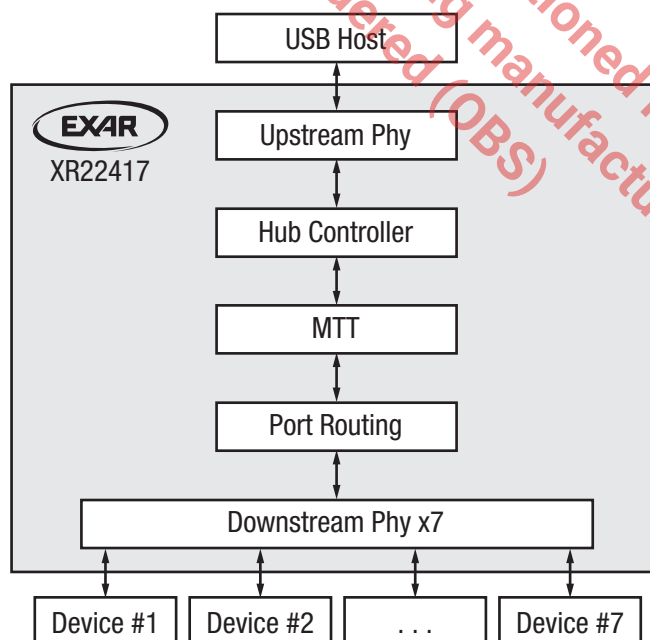 USB Host
EXAR
XR22417
Upstream Phy
Hub Controller
MTT
Port Routing
Downstream Phy x7
Device #1
Device #2
. . .
Device #7
(OBS)